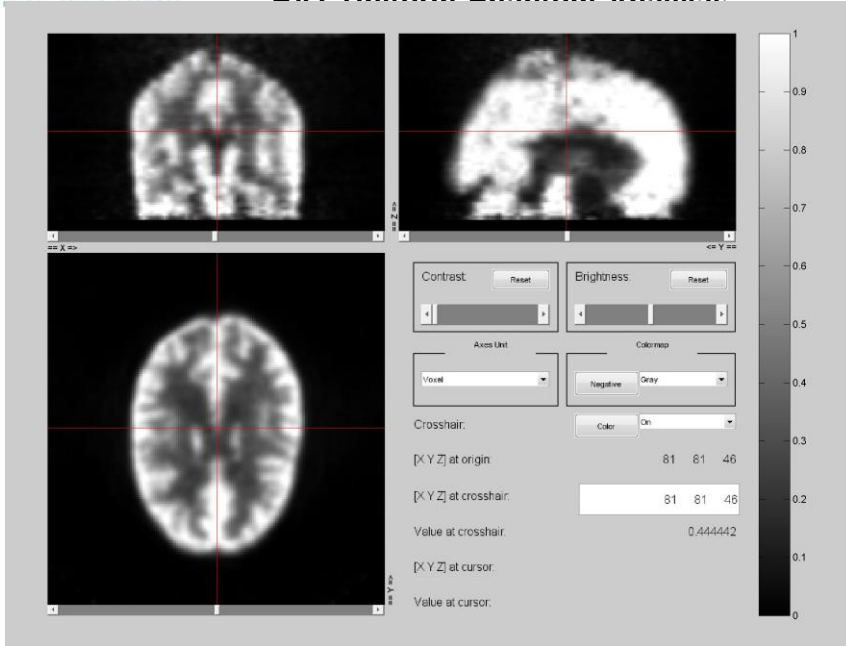 1
0.9
0.8
0.7
0.6
0.5
0.4
0.3
0.2
0.1
0
== X =>
== Z =>
<= Y ==
== Y =>
Contrast:
Reset
Brightness:
Reset
Axes Unit
Voxel
Colormap
Negative
Gray
Crosshair:
Color
On
[X Y Z] at origin:
81 81 46
[X Y Z] at crosshair:
81 81 46
Value at crosshair:
0.444442
[X Y Z] at cursor:
Value at cursor: